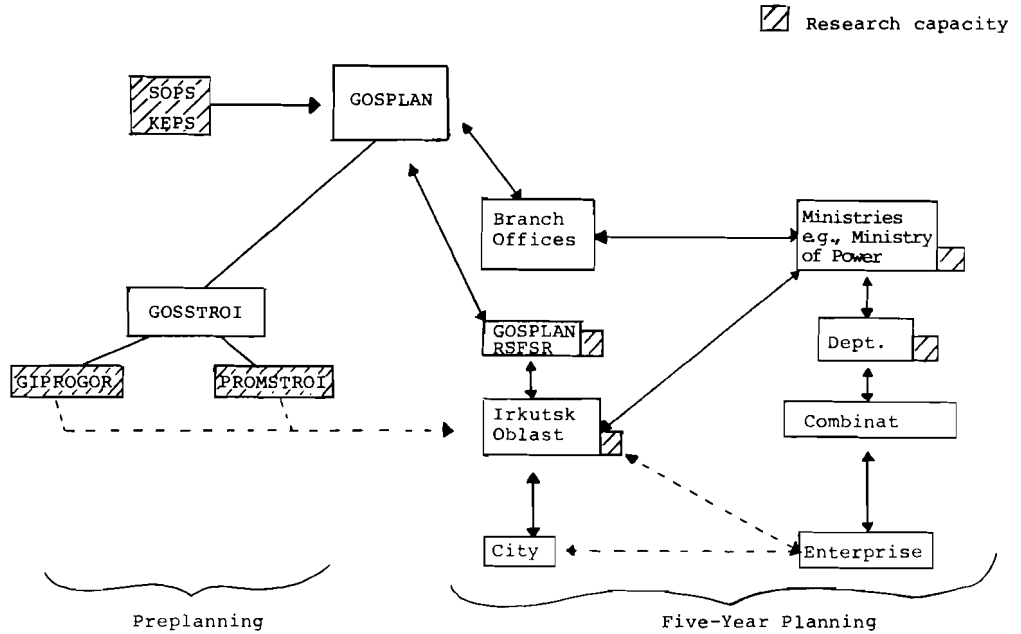 Research capacity
SOPS
KEPS
GOSPLAN
Branch
Offices
Ministries
e.g., Ministry
of Power
GOSSTROI
GOSPLAN
RSFSR
Dept.
GIPROGOR
PROMSTROI
Irkutsk
Oblast
Combinat
City
Enterprise
Preplanning
Five-Year Planning